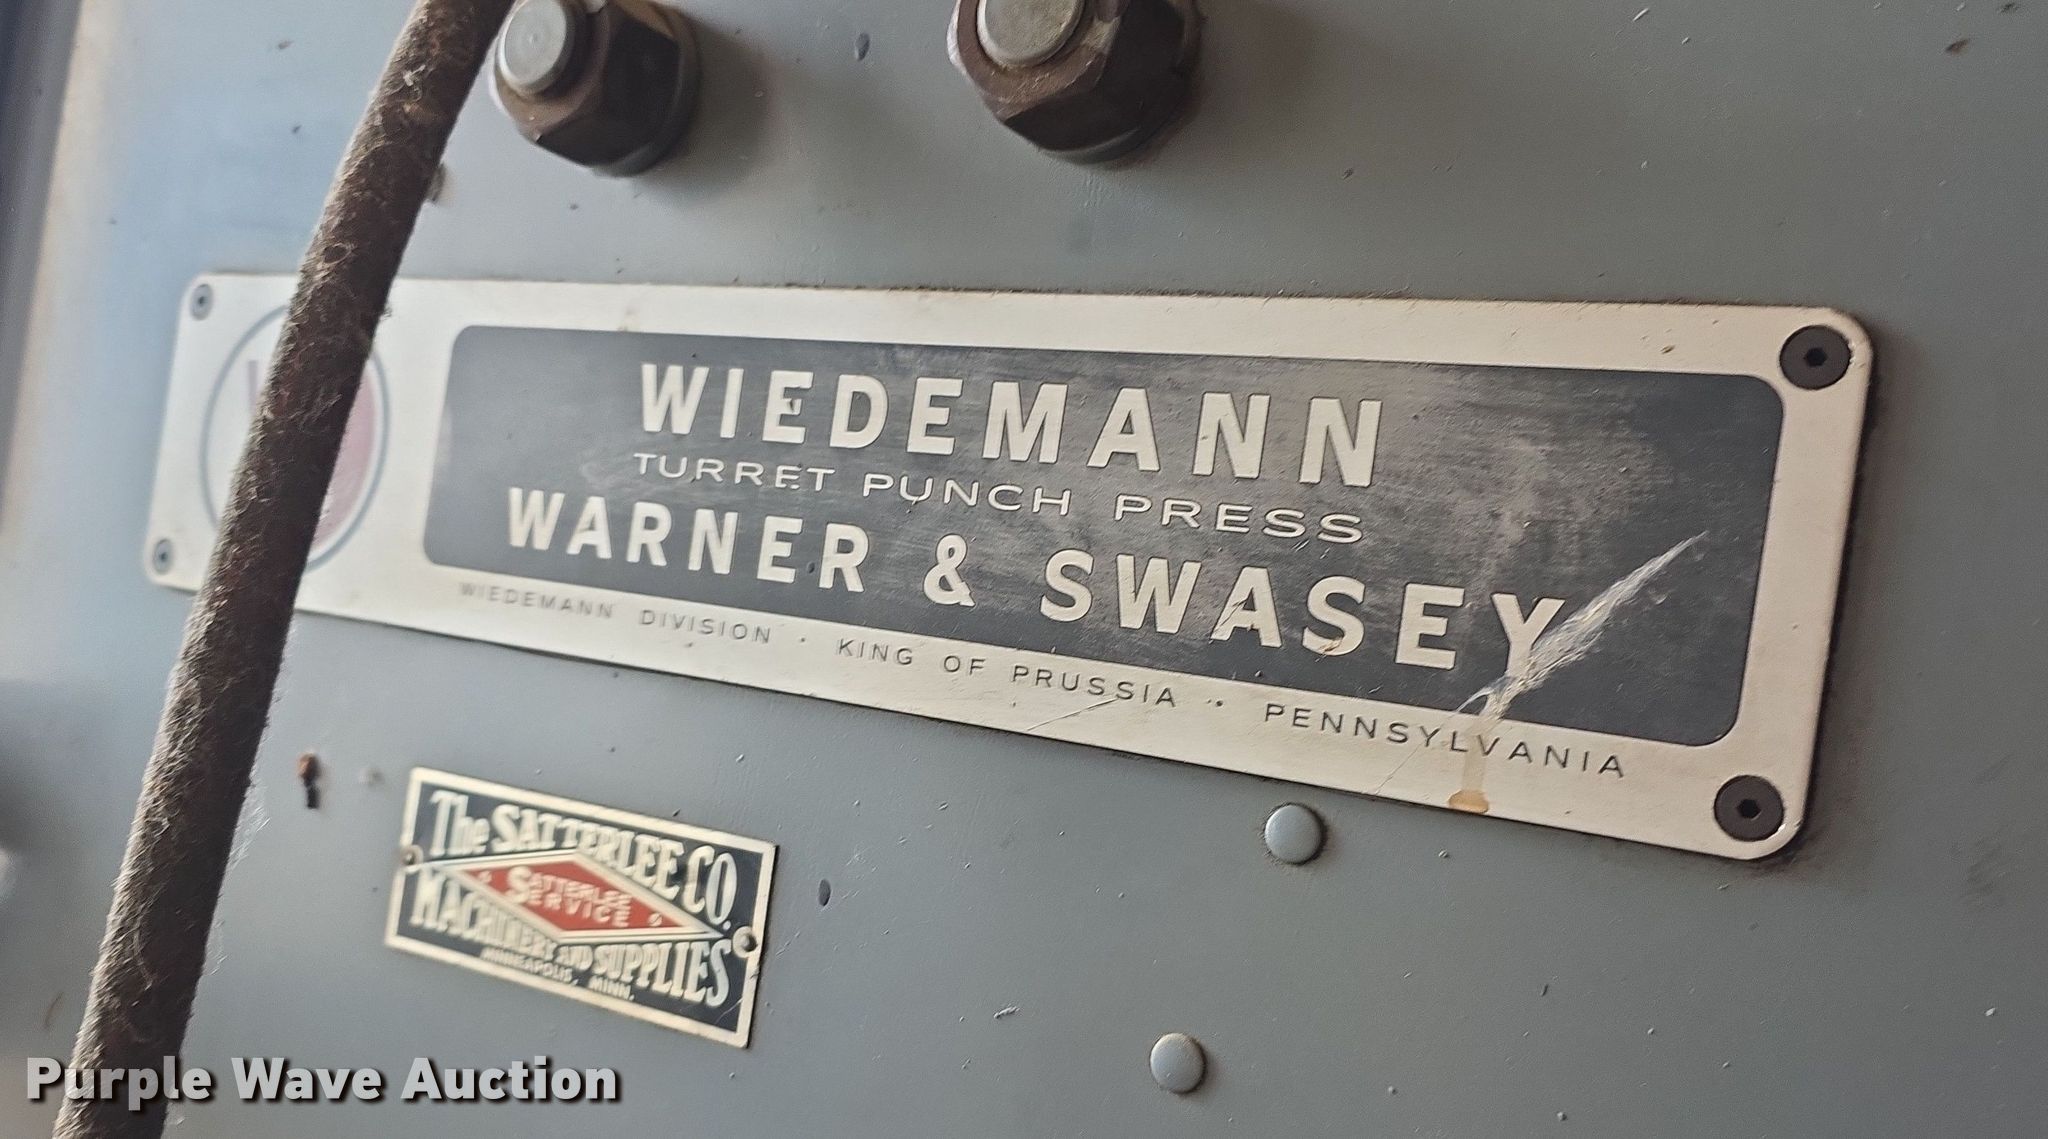 WIEDEMANN
TURRET PUNCH PRESS
WARNER & SWASEY
WIEDEMANN DIVISION · KING OF PRUSSIA · PENNSYLVANIA
The SATTERLEE CO.
SATTERLEE
SERVICE
MACHINERY AND SUPPLIES
MINNEAPOLIS, MINN.
Purple Wave Auction